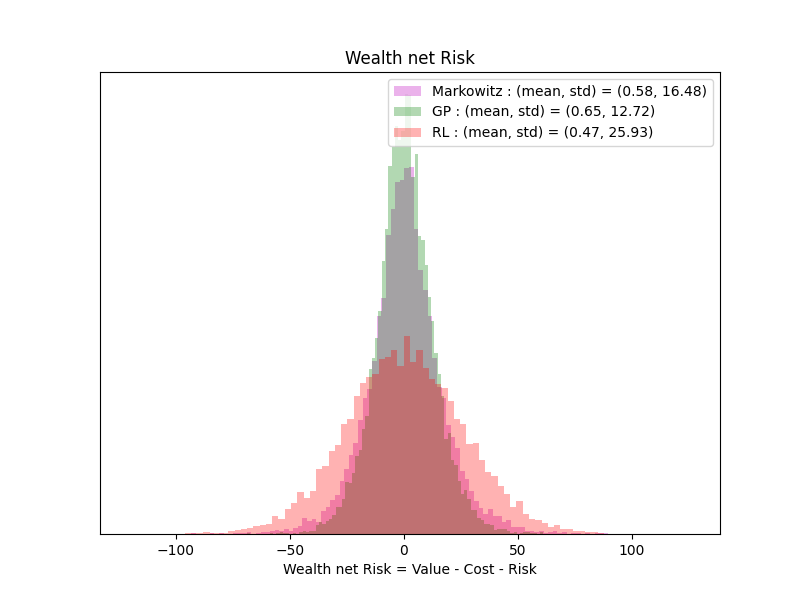 Wealth net Risk
Markowitz : (mean, std) = (0.58, 16.48)
GP : (mean, std) = (0.65, 12.72)
RL : (mean, std) = (0.47, 25.93)
−100 −50 0 50 100
Wealth net Risk = Value - Cost - Risk